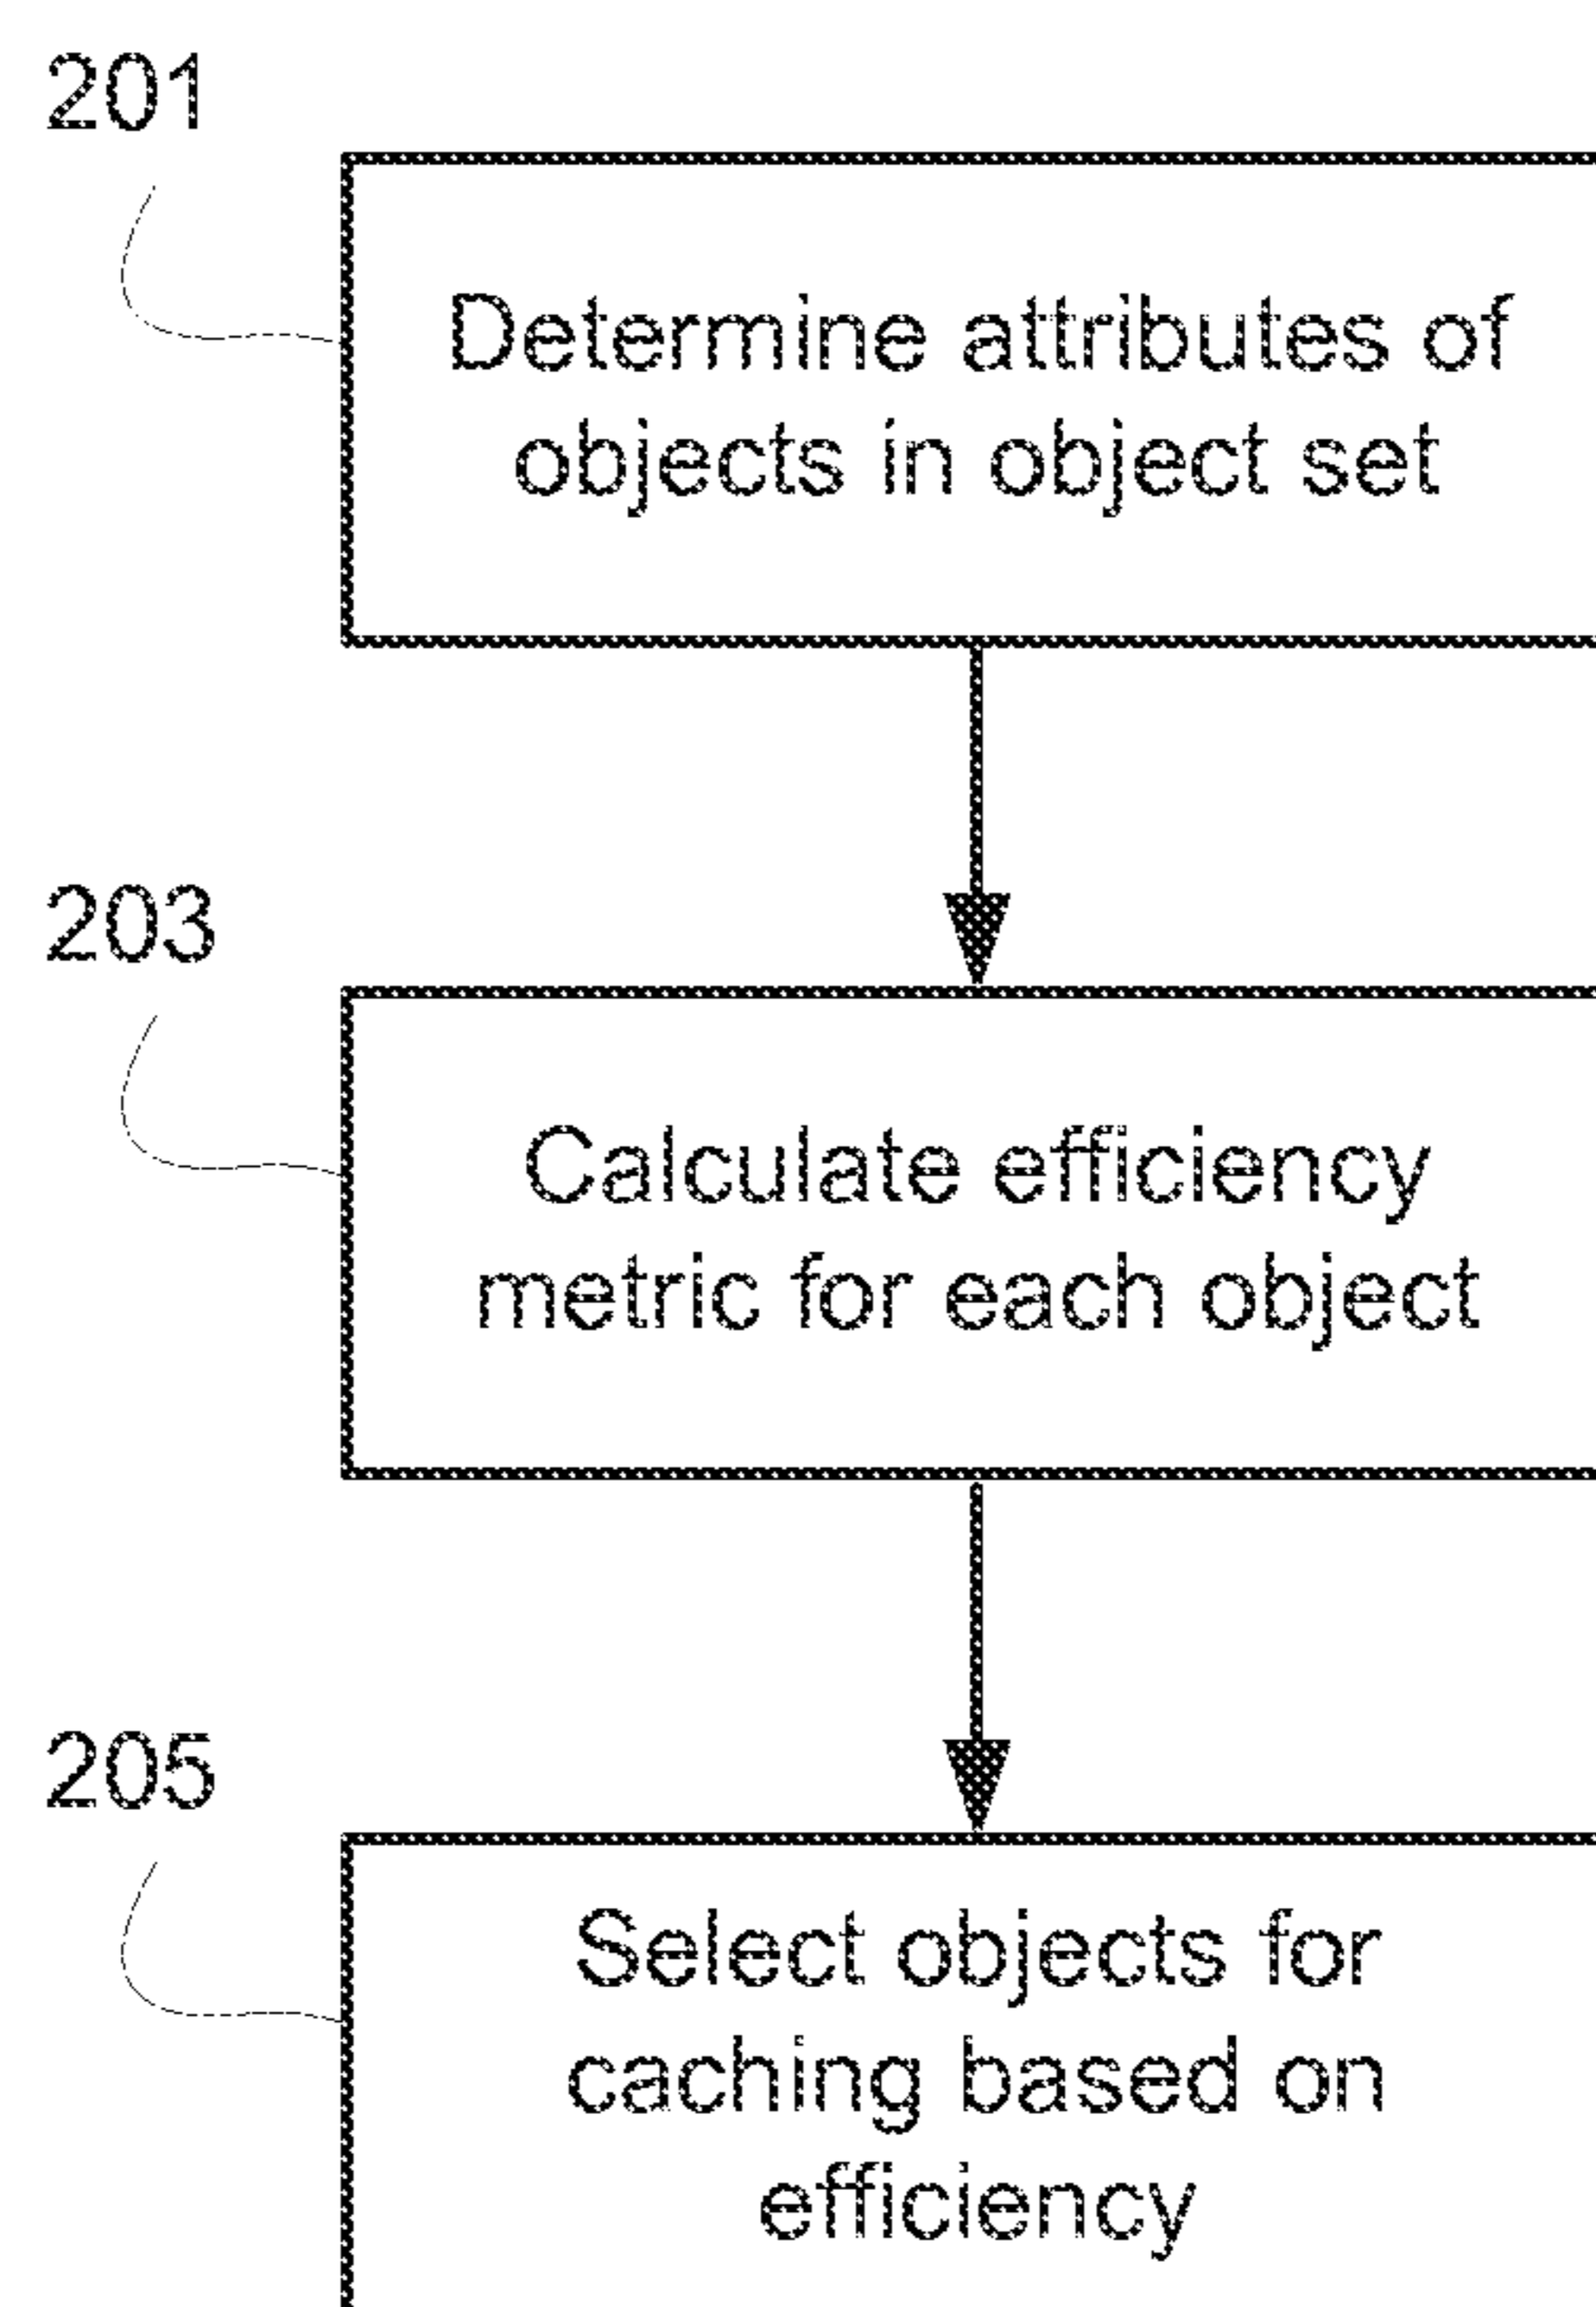 201
Determine attributes of
objects in object set
203
Calculate efficiency
metric for each object
205
Select objects for
caching based on
efficiency